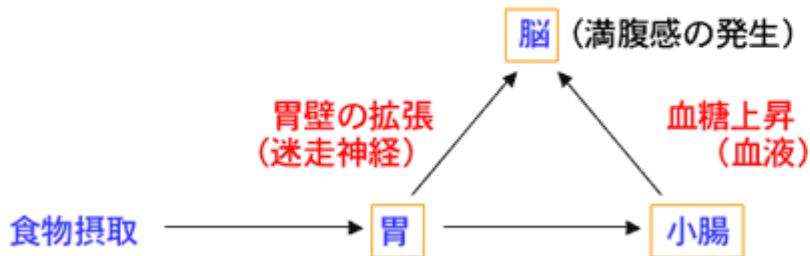 脳（満腹感の発生）
胃壁の拡張
（迷走神経）
血糖上昇
（血液）
食物摂取
胃
小腸